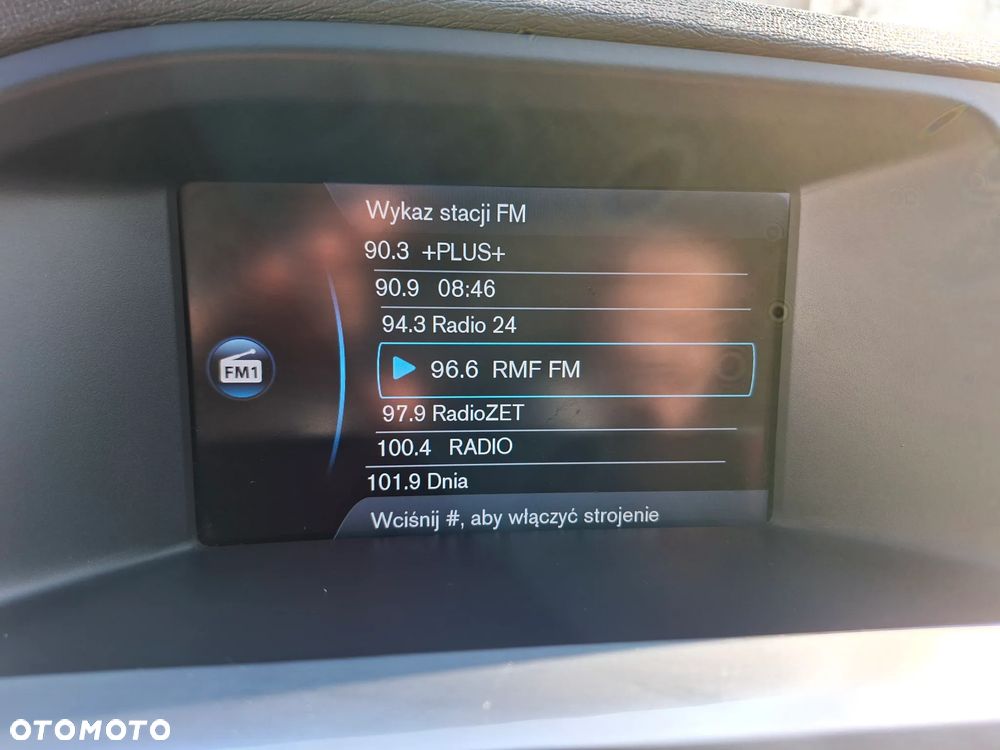 Wykaz stacji FM
90.3 +PLUS+
90.9 08:46
94.3 Radio 24
FM1
96.6 RMF FM
97.9 RadioZET
100.4 RADIO
101.9 Dnia
Wciśnij #, aby włączyć strojenie
OTOMOTO